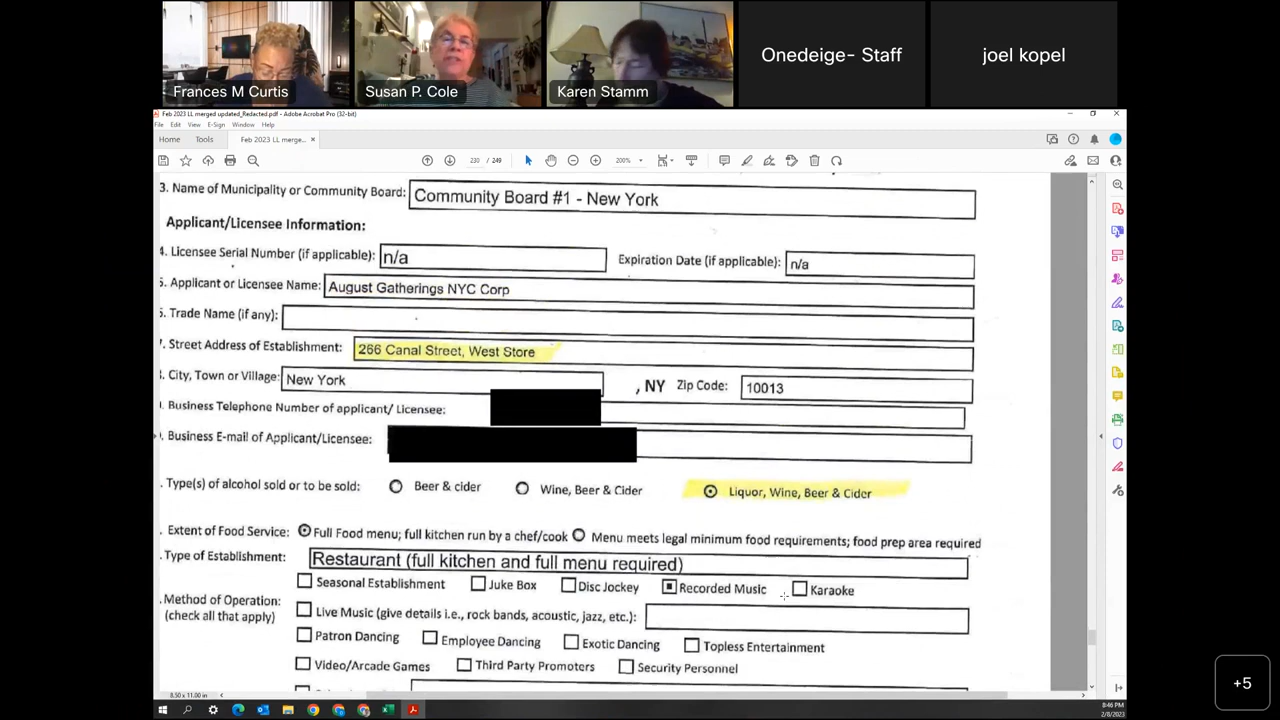 Frances M Curtis
Susan P. Cole
Karen Stamm
Onedeige- Staff
joel kopel
Feb 2023 LL merged updated_Redacted.pdf - Adobe Acrobat Pro (32-bit)
File Edit View E-Sign Window Help
Home Tools Feb 2023 LL merge... ×
230 / 249 200%
3. Name of Municipality or Community Board: Community Board #1 - New York
Applicant/Licensee Information:
4. Licensee Serial Number (if applicable): n/a Expiration Date (if applicable): n/a
5. Applicant or Licensee Name: August Gatherings NYC Corp
Trade Name (if any):
Street Address of Establishment: 266 Canal Street, West Store
City, Town or Village: New York , NY Zip Code: 10013
Business Telephone Number of applicant/ Licensee:
Business E-mail of Applicant/Licensee:
Type(s) of alcohol sold or to be sold: Beer & cider Wine, Beer & Cider Liquor, Wine, Beer & Cider
Extent of Food Service: Full Food menu; full kitchen run by a chef/cook Menu meets legal minimum food requirements; food prep area required
Type of Establishment: Restaurant (full kitchen and full menu required)
Seasonal Establishment Juke Box Disc Jockey Recorded Music Karaoke
Method of Operation:
(check all that apply)
Live Music (give details i.e., rock bands, acoustic, jazz, etc.):
Patron Dancing Employee Dancing Exotic Dancing Topless Entertainment
Video/Arcade Games Third Party Promoters Security Personnel
8.50 x 11.00 in
+5
8:46 PM
2/8/2023